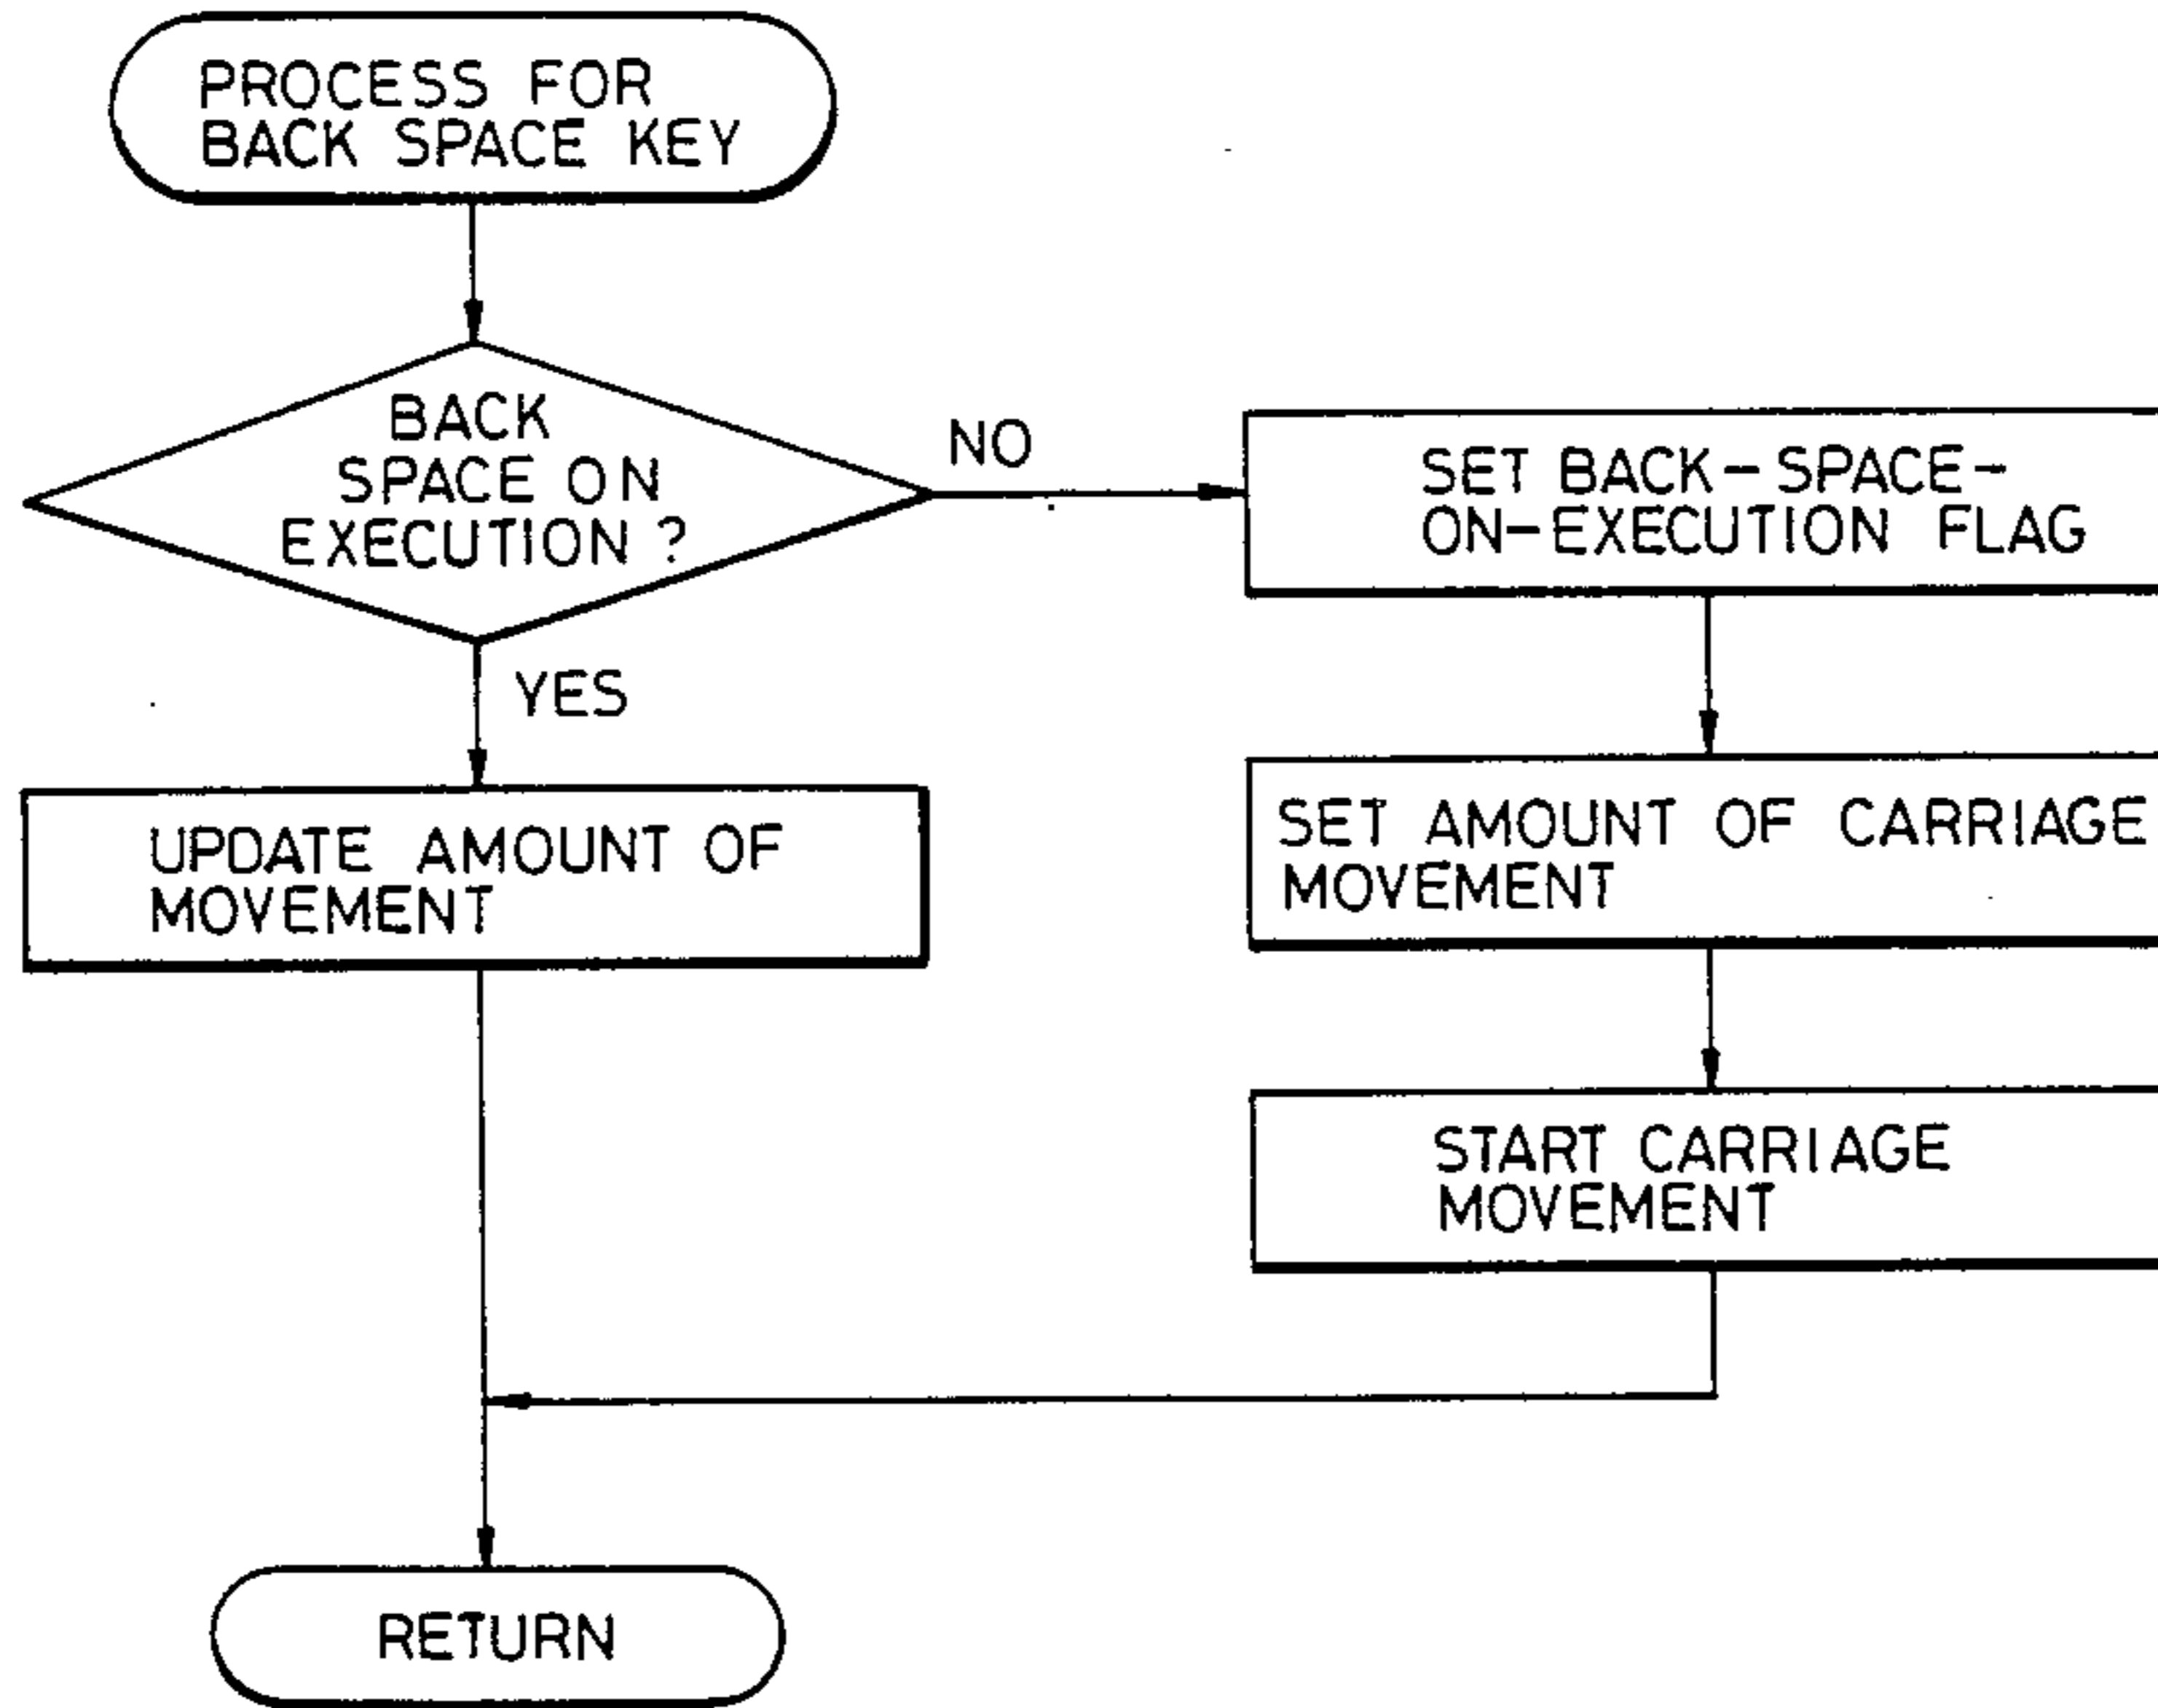 PROCESS FOR
BACK SPACE KEY
BACK
SPACE ON
EXECUTION ?
NO
SET BACK-SPACE-
ON-EXECUTION FLAG
YES
UPDATE AMOUNT OF
MOVEMENT
SET AMOUNT OF CARRIAGE
MOVEMENT
START CARRIAGE
MOVEMENT
RETURN